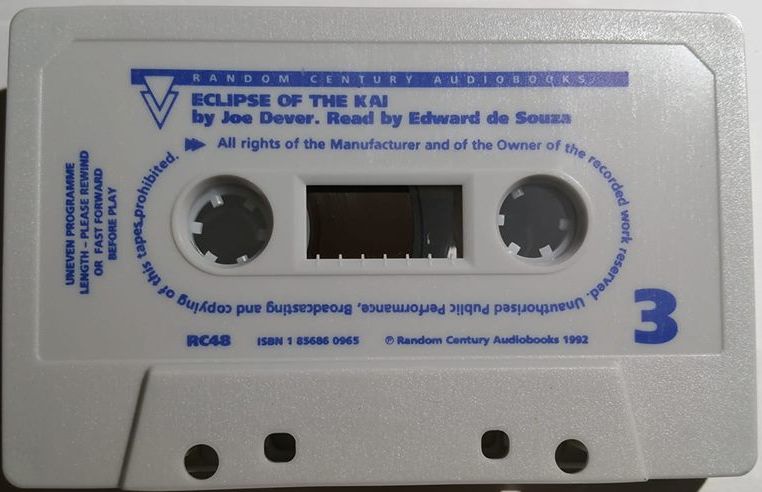 RANDOM CENTURY AUDIOBOOKS
ECLIPSE OF THE KAI
by Joe Dever. Read by Edward de Souza
All rights of the Manufacturer and of the Owner of the recorded work reserved. Unauthorised Public Performance, Broadcasting and copying of this tapes prohibited.
UNEVEN PROGRAMME
LENGTH – PLEASE REWIND
OR FAST FORWARD
BEFORE PLAY
3
RC48 ISBN 1 85686 0965 ℗ Random Century Audiobooks 1992